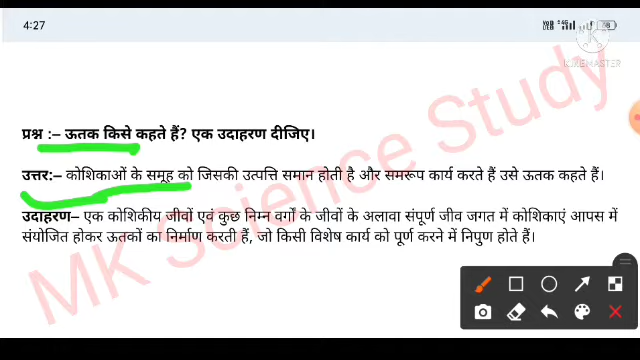 4:27
प्रश्न :– ऊतक किसे कहते हैं? एक उदाहरण दीजिए।
उत्तर:– कोशिकाओं के समूह को जिसकी उत्पत्ति समान होती है और समरूप कार्य करते हैं उसे ऊतक कहते हैं।
उदाहरण– एक कोशिकीय जीवों एवं कुछ निम्न वर्गो के जीवों के अलावा संपूर्ण जीव जगत में कोशिकाएं आपस में
संयोजित होकर ऊतकों का निर्माण करती हैं, जो किसी विशेष कार्य को पूर्ण करने में निपुण होते हैं।
MK Science Study
KINEMASTER